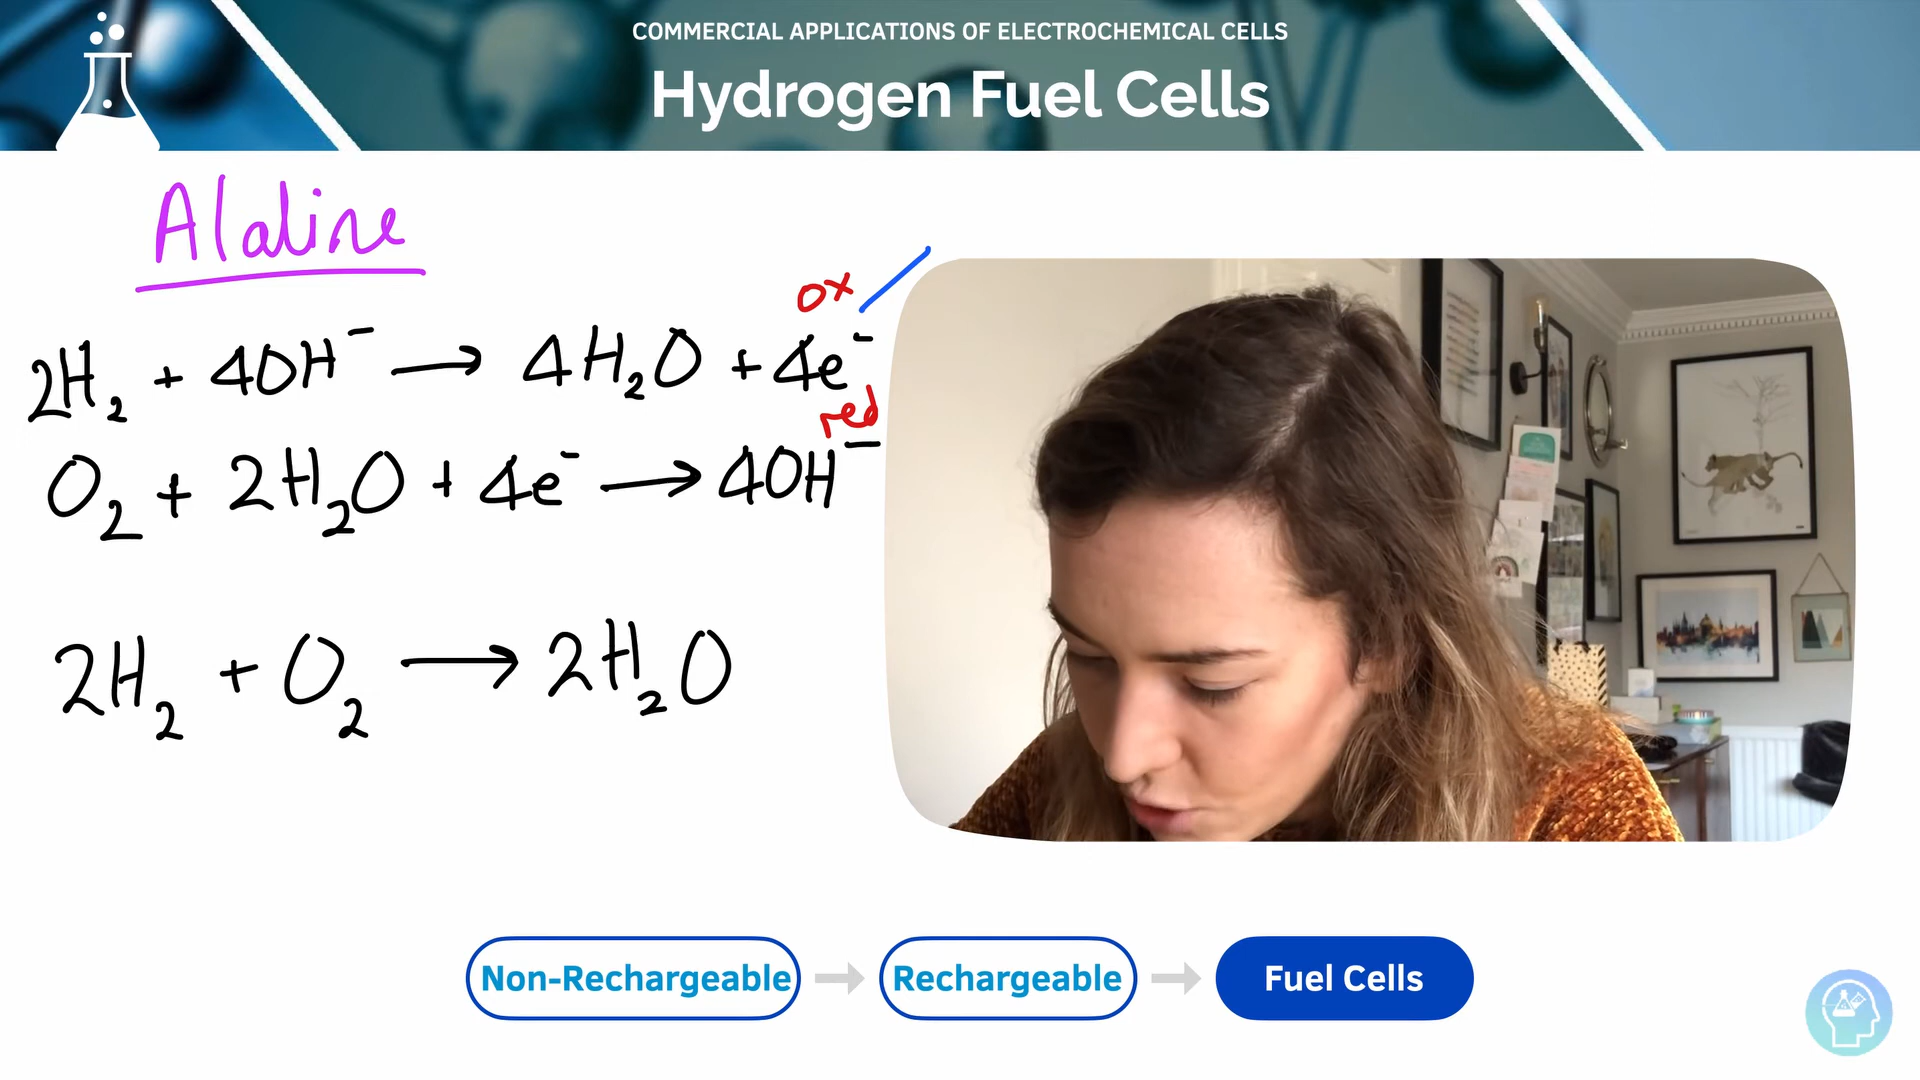 COMMERCIAL APPLICATIONS OF ELECTROCHEMICAL CELLS
Hydrogen Fuel Cells
Alaline
ox
2H₂ + 4OH⁻ → 4H₂O + 4e⁻
red
O₂ + 2H₂O + 4e⁻ → 4OH⁻
2H₂ + O₂ → 2H₂O
Non-Rechargeable
Rechargeable
Fuel Cells